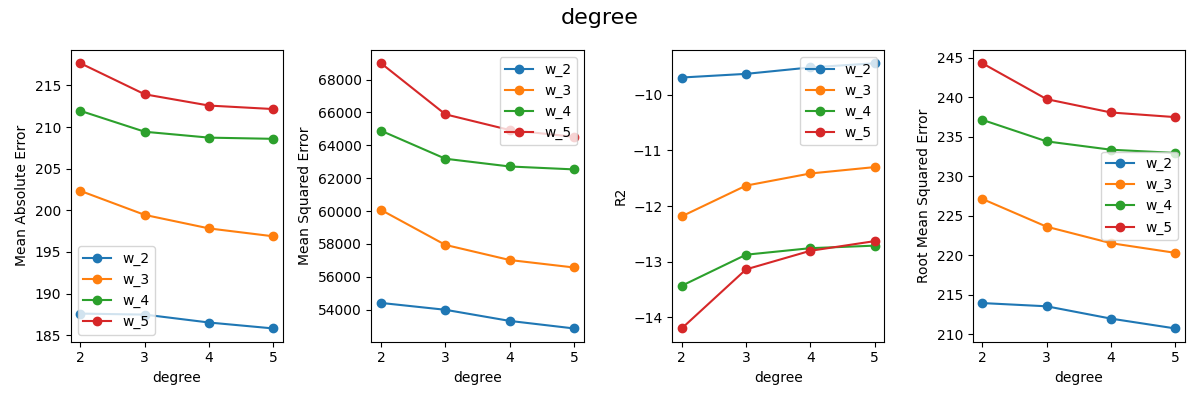 degree
Mean Absolute Error
215
210
205
200
195
190
185
w_2
w_3
w_4
w_5
2 3 4 5
degree
Mean Squared Error
68000
66000
64000
62000
60000
58000
56000
54000
w_2
w_3
w_4
w_5
2 3 4 5
degree
R2
−10
−11
−12
−13
−14
w_2
w_3
w_4
w_5
2 3 4 5
degree
Root Mean Squared Error
245
240
235
230
225
220
215
210
w_2
w_3
w_4
w_5
2 3 4 5
degree